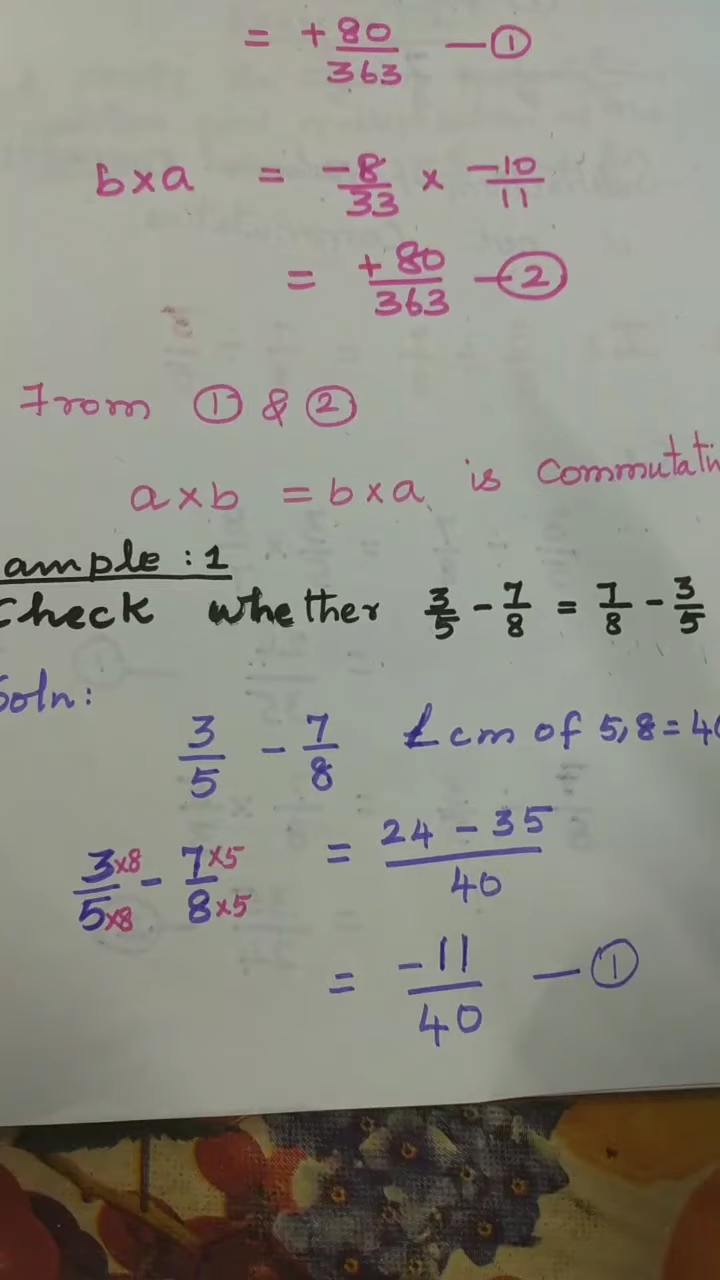 = +80/363 — ①
b×a = -8/33 × -10/11
= +80/363 — ②
From ① & ②
a×b = b×a is commutativ
ample : 1
Check whether 3/5 - 7/8 = 7/8 - 3/5
Soln:
3/5 - 7/8 Lcm of 5,8 = 40
3×8/5×8 - 7×5/8×5 = 24 - 35/40
= -11/40 — ①